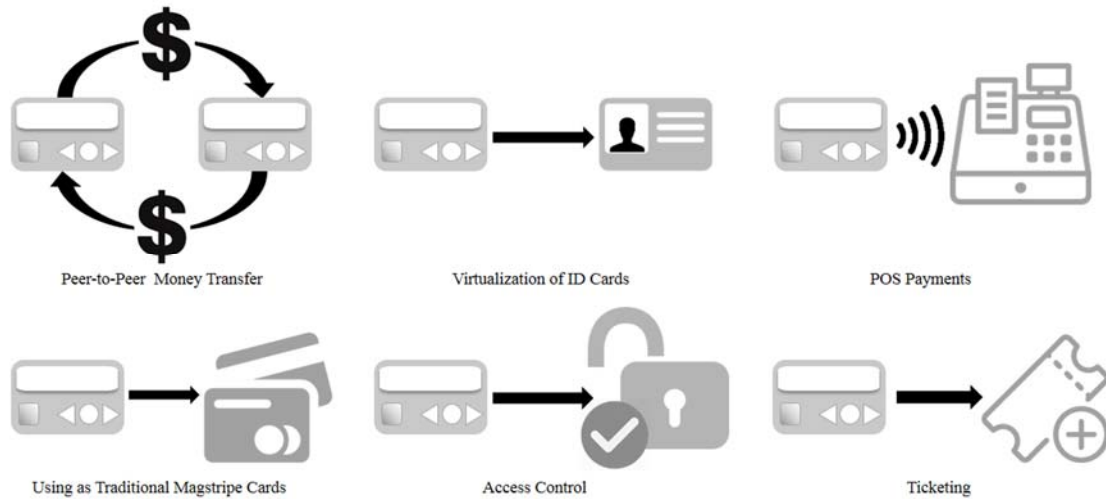 $
$
Peer-to-Peer Money Transfer
Virtualization of ID Cards
POS Payments
Using as Traditional Magstripe Cards
Access Control
Ticketing